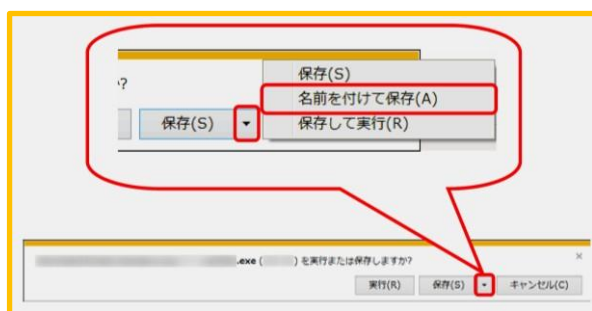 ?
保存(S)
名前を付けて保存(A)
保存(S)
保存して実行(R)
.exe ( ) を実行または保存しますか?
×
実行(R)
保存(S)
キャンセル(C)